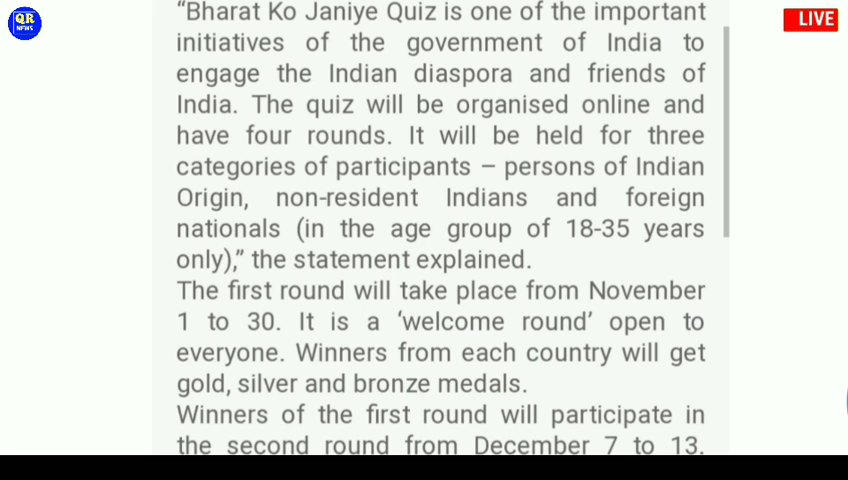 QR
NEWS
LIVE
“Bharat Ko Janiye Quiz is one of the important
initiatives of the government of India to
engage the Indian diaspora and friends of
India. The quiz will be organised online and
have four rounds. It will be held for three
categories of participants – persons of Indian
Origin, non-resident Indians and foreign
nationals (in the age group of 18-35 years
only),” the statement explained.
The first round will take place from November
1 to 30. It is a ‘welcome round’ open to
everyone. Winners from each country will get
gold, silver and bronze medals.
Winners of the first round will participate in
the second round from December 7 to 13.